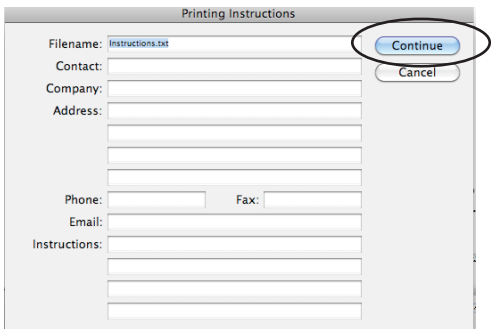 Printing Instructions
Filename: Instructions.txt Continue
Contact: Cancel
Company:
Address:
Phone: Fax:
Email:
Instructions: